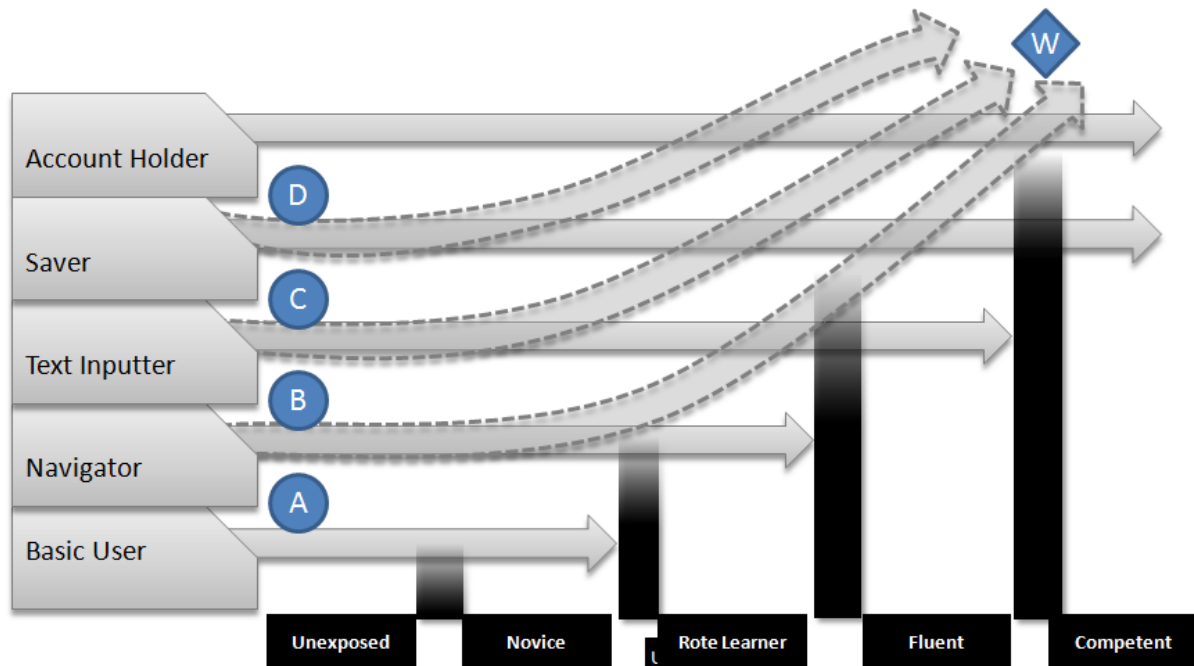 W
Account Holder
D
Saver
C
Text Inputter
B
Navigator
A
Basic User
Unexposed
Novice
Rote Learner
Fluent
Competent